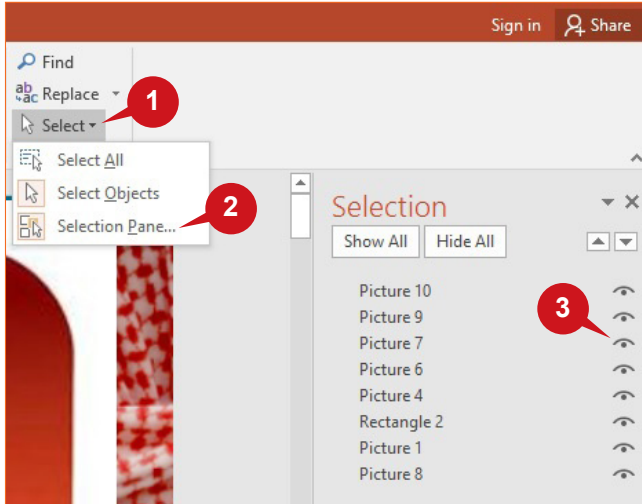 Sign in Share
Find
Replace
1
Select
Select All
Select Objects
2
Selection Pane...
Selection
Show All Hide All
Picture 10
Picture 9
3
Picture 7
Picture 6
Picture 4
Rectangle 2
Picture 1
Picture 8